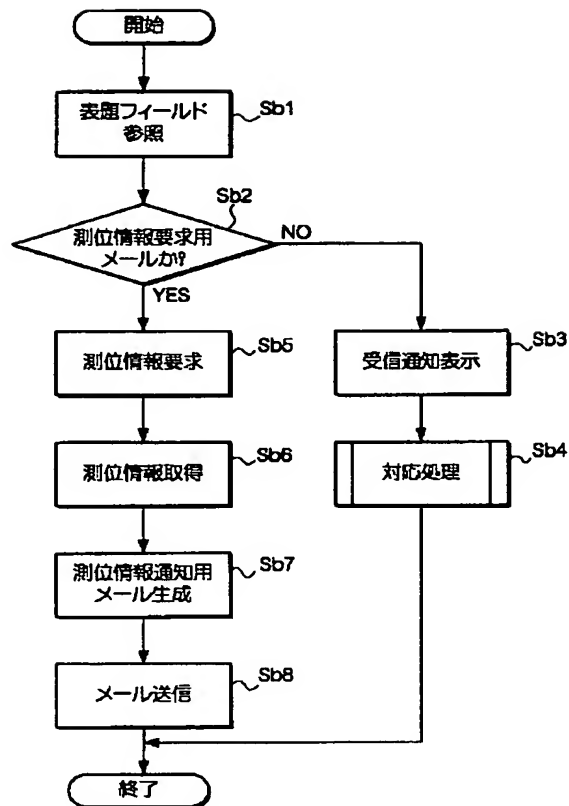 開始
表題フィールド
参照
Sb1
Sb2
測位情報要求用
メールか?
NO
YES
測位情報要求
Sb5
受信通知表示
Sb3
測位情報取得
Sb6
対応処理
Sb4
測位情報通知用
メール生成
Sb7
メール送信
Sb8
終了